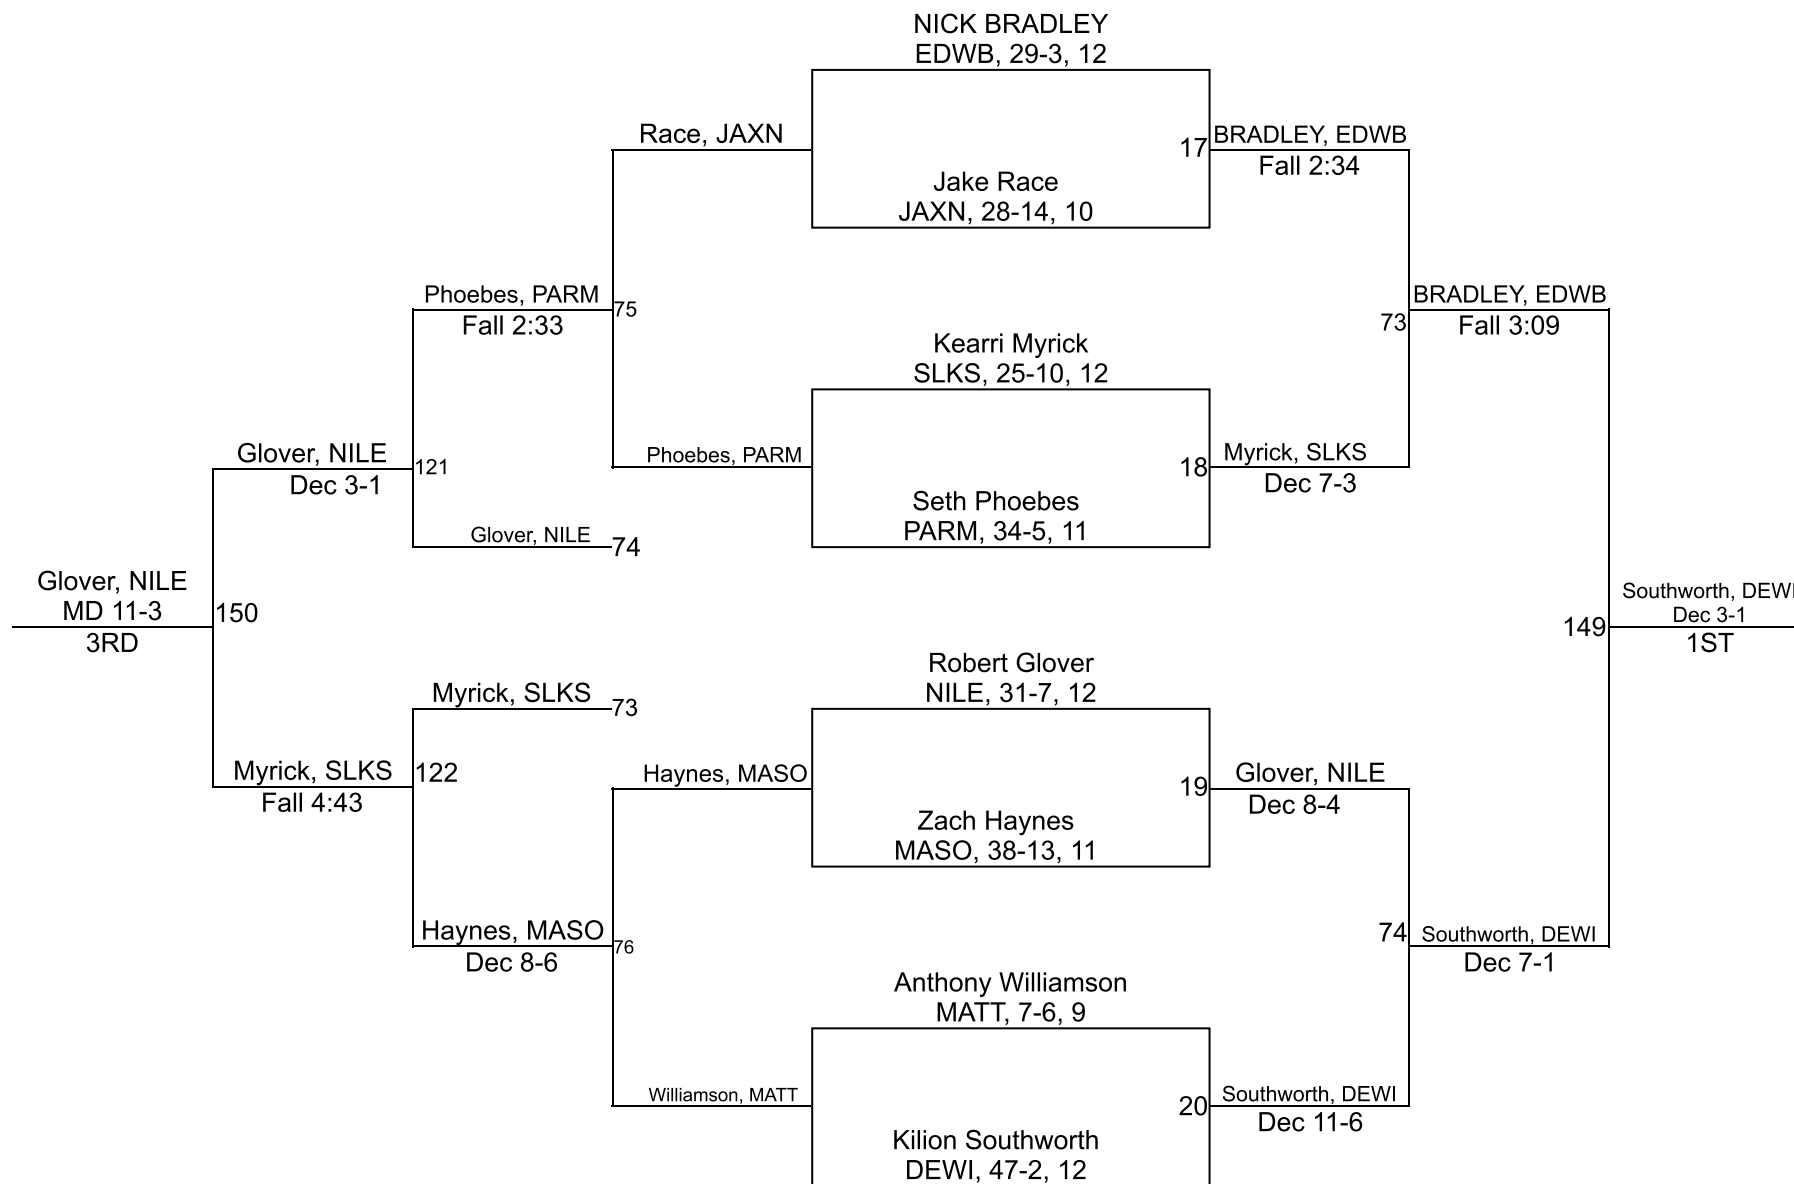 NICK BRADLEY
EDWB, 29-3, 12
Race, JAXN
17
BRADLEY, EDWB
Fall 2:34
Jake Race
JAXN, 28-14, 10
Phoebes, PARM
Fall 2:33
75
73
BRADLEY, EDWB
Fall 3:09
Kearri Myrick
SLKS, 25-10, 12
Glover, NILE
Dec 3-1
121
Phoebes, PARM
18
Myrick, SLKS
Dec 7-3
Seth Phoebes
PARM, 34-5, 11
Glover, NILE
74
Glover, NILE
MD 11-3
3RD
150
149
Southworth, DEWI
Dec 3-1
1ST
Robert Glover
NILE, 31-7, 12
Myrick, SLKS
73
Myrick, SLKS
Fall 4:43
122
Haynes, MASO
19
Glover, NILE
Dec 8-4
Zach Haynes
MASO, 38-13, 11
Haynes, MASO
Dec 8-6
76
74
Southworth, DEWI
Dec 7-1
Anthony Williamson
MATT, 7-6, 9
Williamson, MATT
20
Southworth, DEWI
Dec 11-6
Kilion Southworth
DEWI, 47-2, 12